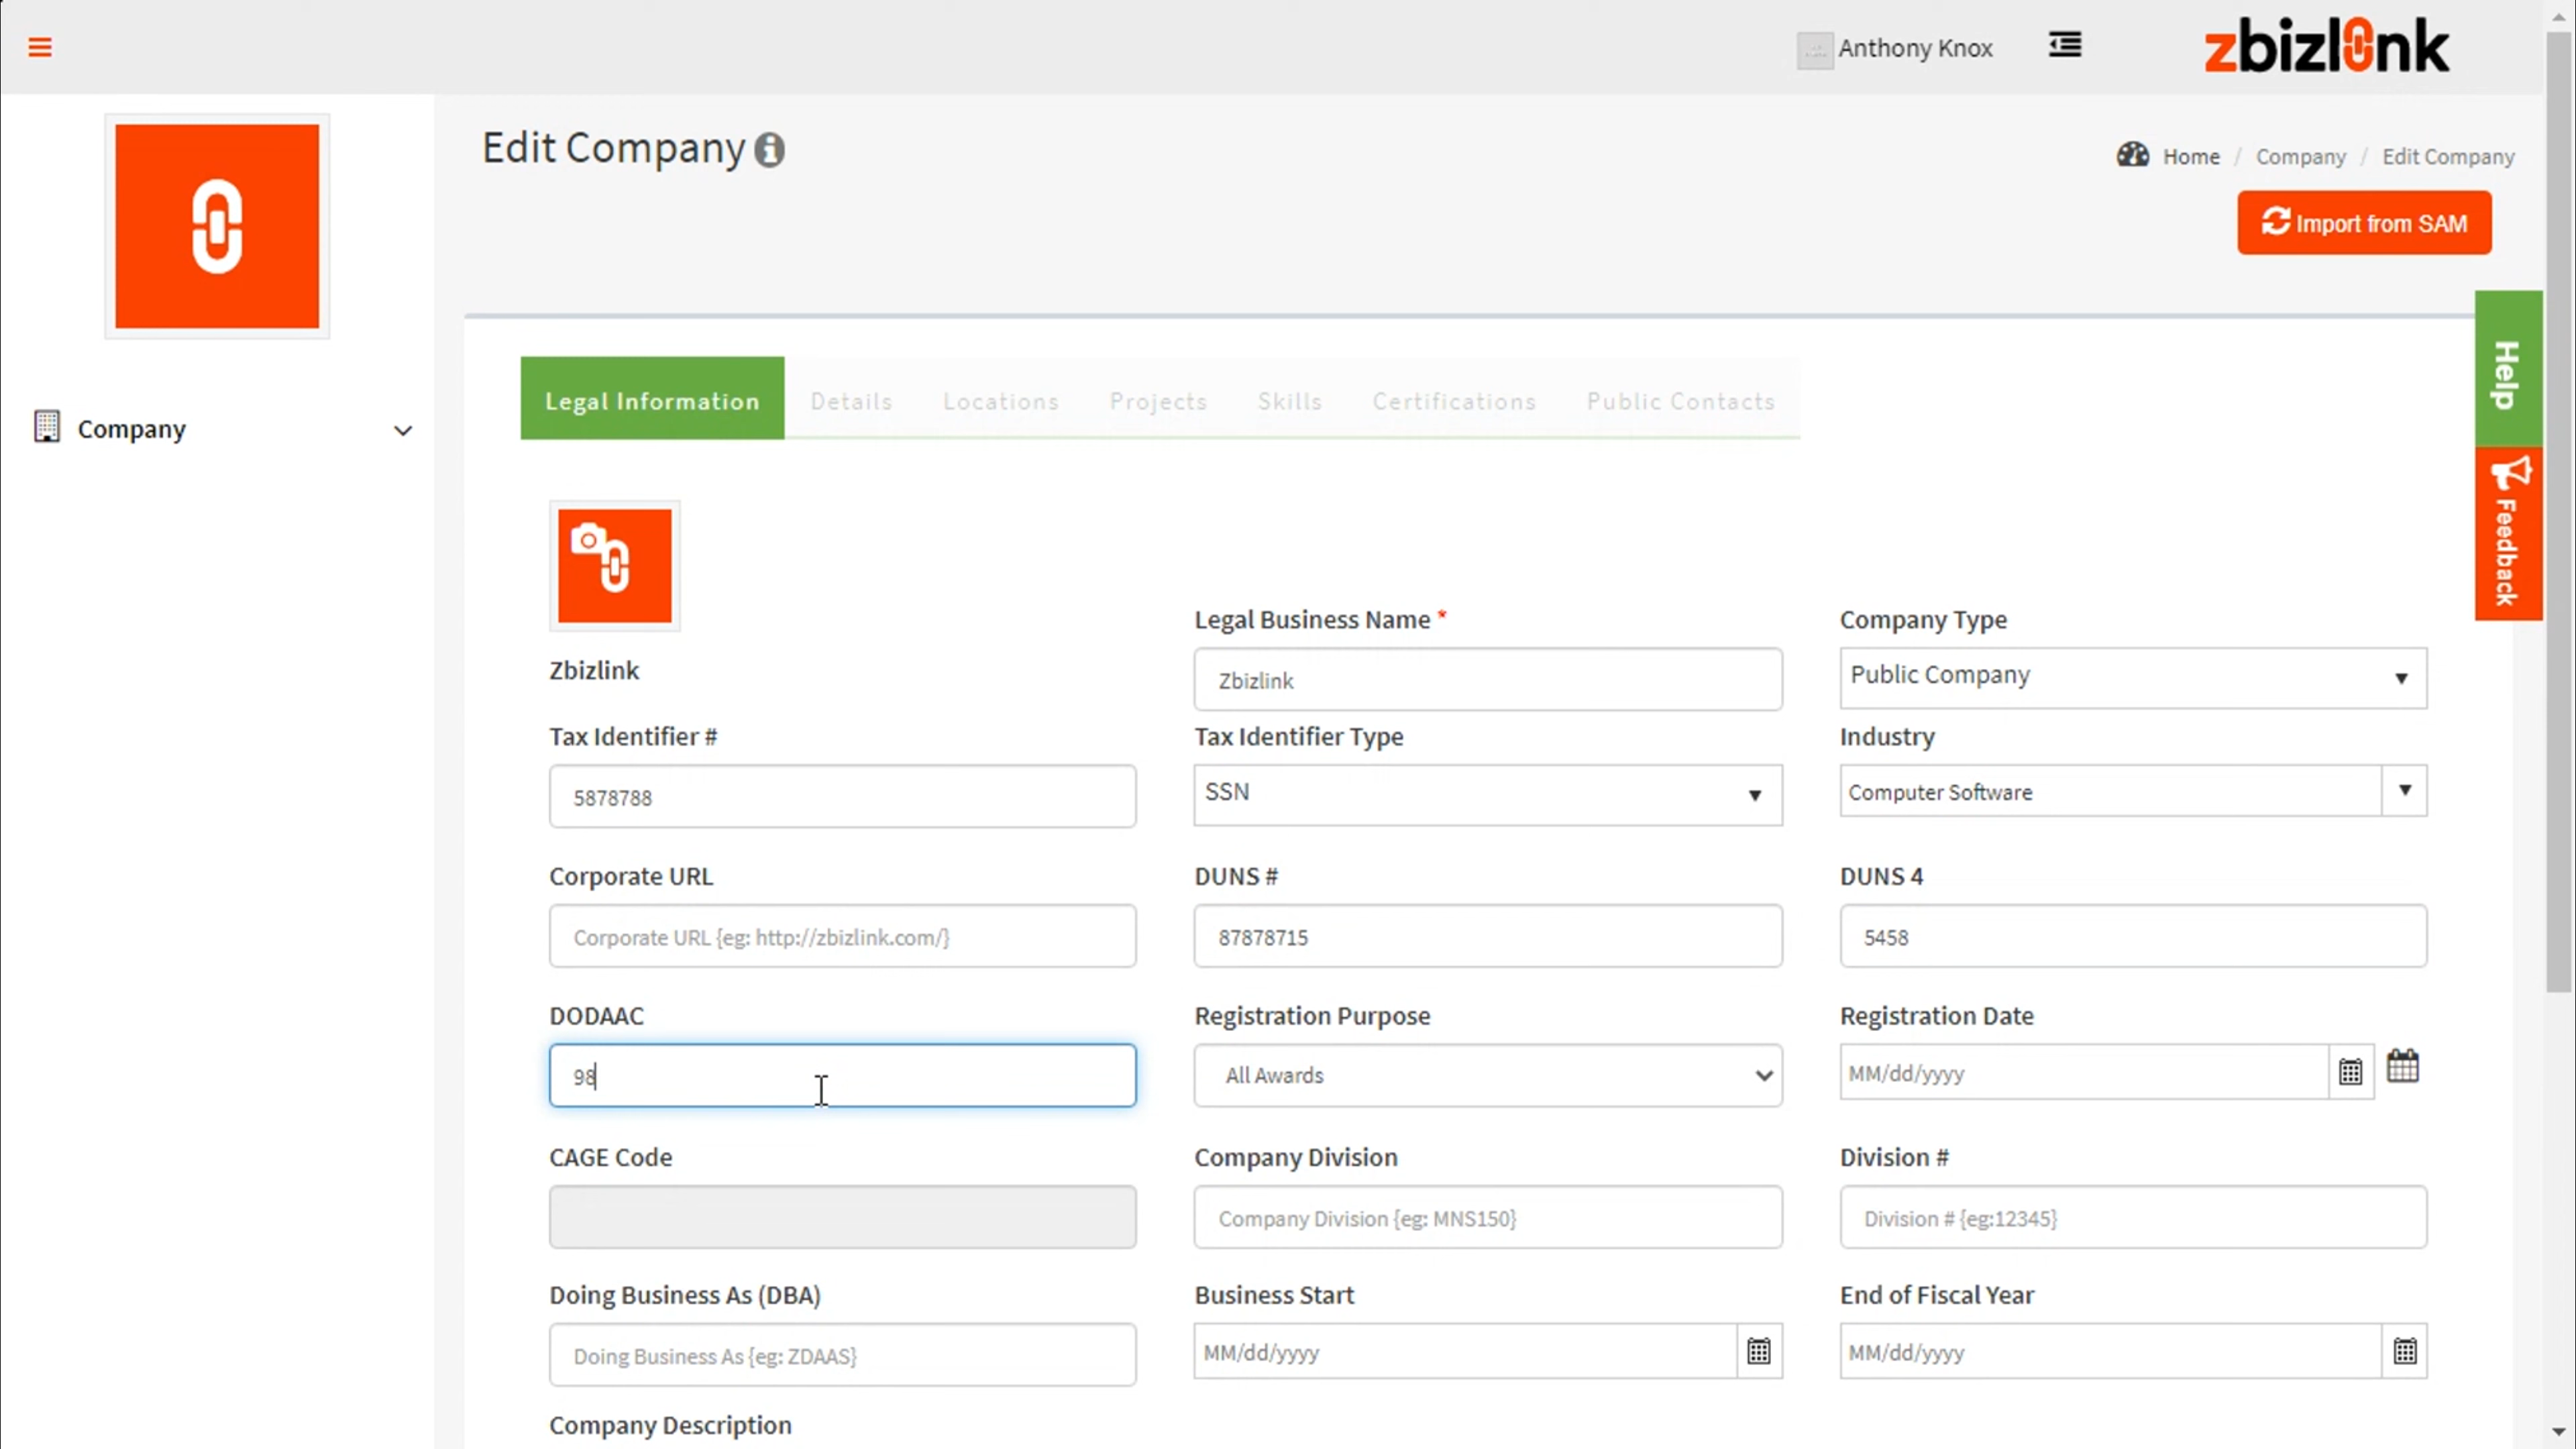 Anthony Knox
zbizlink
Edit Company
Home / Company / Edit Company
Import from SAM
Help
Feedback
Company
Legal Information Details Locations Projects Skills Certifications Public Contacts
Zbizlink
Legal Business Name *
Zbizlink
Company Type
Public Company
Tax Identifier #
5878788
Tax Identifier Type
SSN
Industry
Computer Software
Corporate URL
Corporate URL {eg: http://zbizlink.com/}
DUNS #
87878715
DUNS 4
5458
DODAAC
98
Registration Purpose
All Awards
Registration Date
MM/dd/yyyy
CAGE Code
Company Division
Company Division {eg: MNS150}
Division #
Division # {eg:12345}
Doing Business As (DBA)
Doing Business As {eg: ZDAAS}
Business Start
MM/dd/yyyy
End of Fiscal Year
MM/dd/yyyy
Company Description